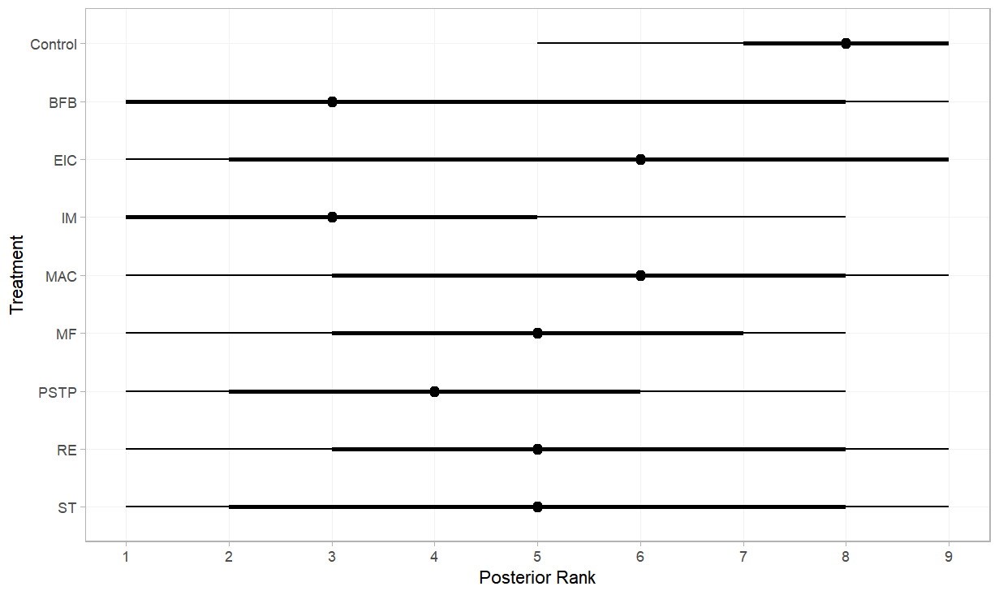 Control
BFB
EIC
IM
MAC
MF
PSTP
RE
ST
Treatment
1 2 3 4 5 6 7 8 9
Posterior Rank